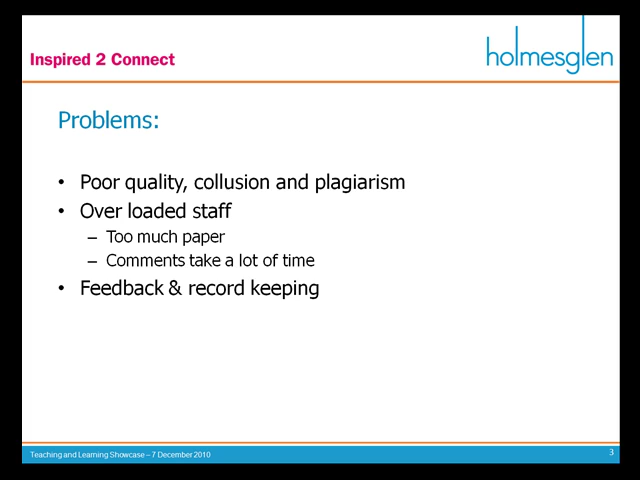 Inspired 2 Connect
holmesglen
Problems:
• Poor quality, collusion and plagiarism
• Over loaded staff
– Too much paper
– Comments take a lot of time
• Feedback & record keeping
Teaching and Learning Showcase – 7 December 2010
3